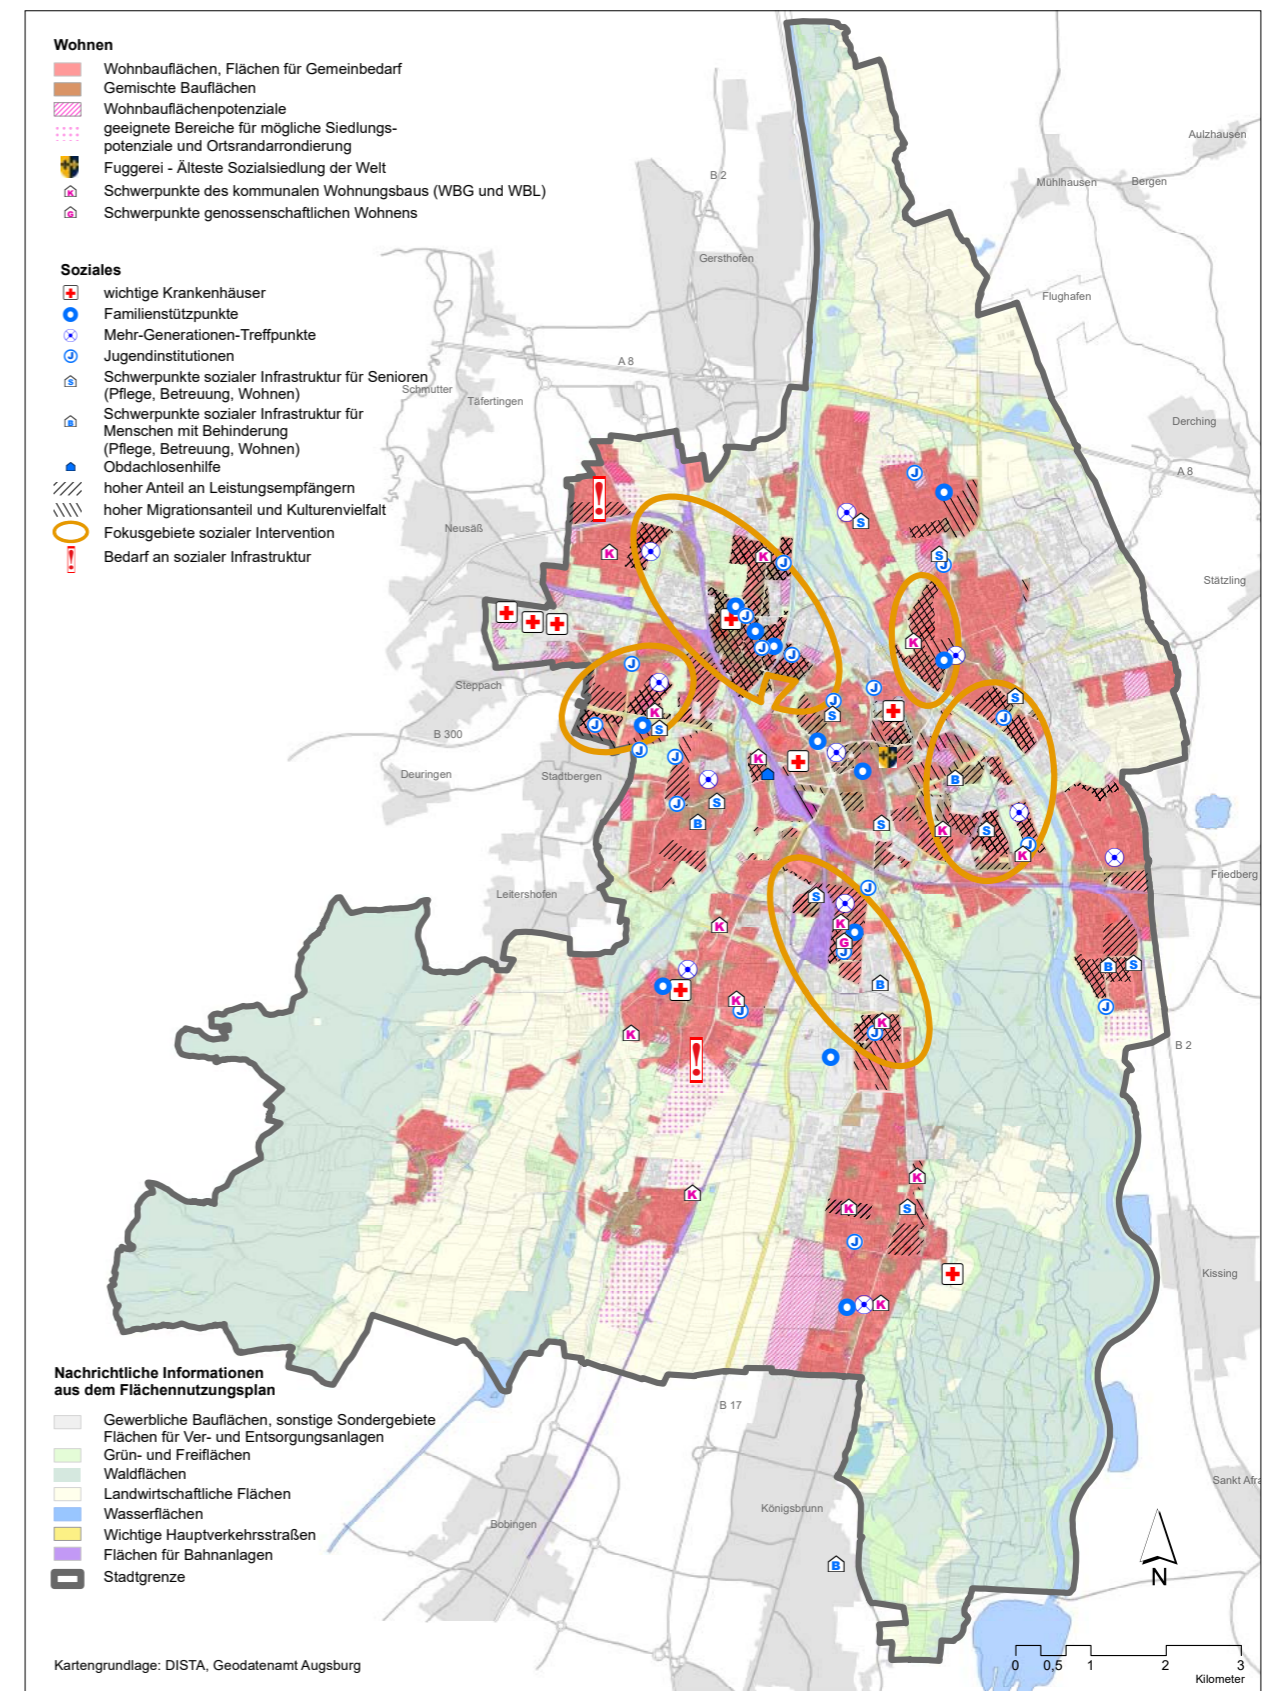 Wohnen
Wohnbauflächen, Flächen für Gemeinbedarf
Gemischte Bauflächen
Wohnbauflächenpotenziale
geeignete Bereiche für mögliche Siedlungs-
potenziale und Ortsrandarrondierung
Fuggerei - Älteste Sozialsiedlung der Welt
K Schwerpunkte des kommunalen Wohnungsbaus (WBG und WBL)
G Schwerpunkte genossenschaftlichen Wohnens
Soziales
wichtige Krankenhäuser
Familienstützpunkte
Mehr-Generationen-Treffpunkte
J Jugendinstitutionen
S Schwerpunkte sozialer Infrastruktur für Senioren
(Pflege, Betreuung, Wohnen)
B Schwerpunkte sozialer Infrastruktur für
Menschen mit Behinderung
(Pflege, Betreuung, Wohnen)
Obdachlosenhilfe
hoher Anteil an Leistungsempfängern
hoher Migrationsanteil und Kulturenvielfalt
Fokusgebiete sozialer Intervention
! Bedarf an sozialer Infrastruktur
Aulzhausen
B 2
Mühlhausen
Bergen
Gersthofen
Flughafen
A 8
Schmutter
Täfertingen
Derching
A 8
Neusäß
Stätzling
Steppach
B 300
Deuringen
Stadtbergen
Leitershofen
Friedberg
B 2
Kissing
B 17
Königsbrunn
Bobingen
Sankt Afra
Nachrichtliche Informationen
aus dem Flächennutzungsplan
Gewerbliche Bauflächen, sonstige Sondergebiete
Flächen für Ver- und Entsorgungsanlagen
Grün- und Freiflächen
Waldflächen
Landwirtschaftliche Flächen
Wasserflächen
Wichtige Hauptverkehrsstraßen
Flächen für Bahnanlagen
Stadtgrenze
N
0 0,5 1 2 3
Kilometer
Kartengrundlage: DISTA, Geodatenamt Augsburg